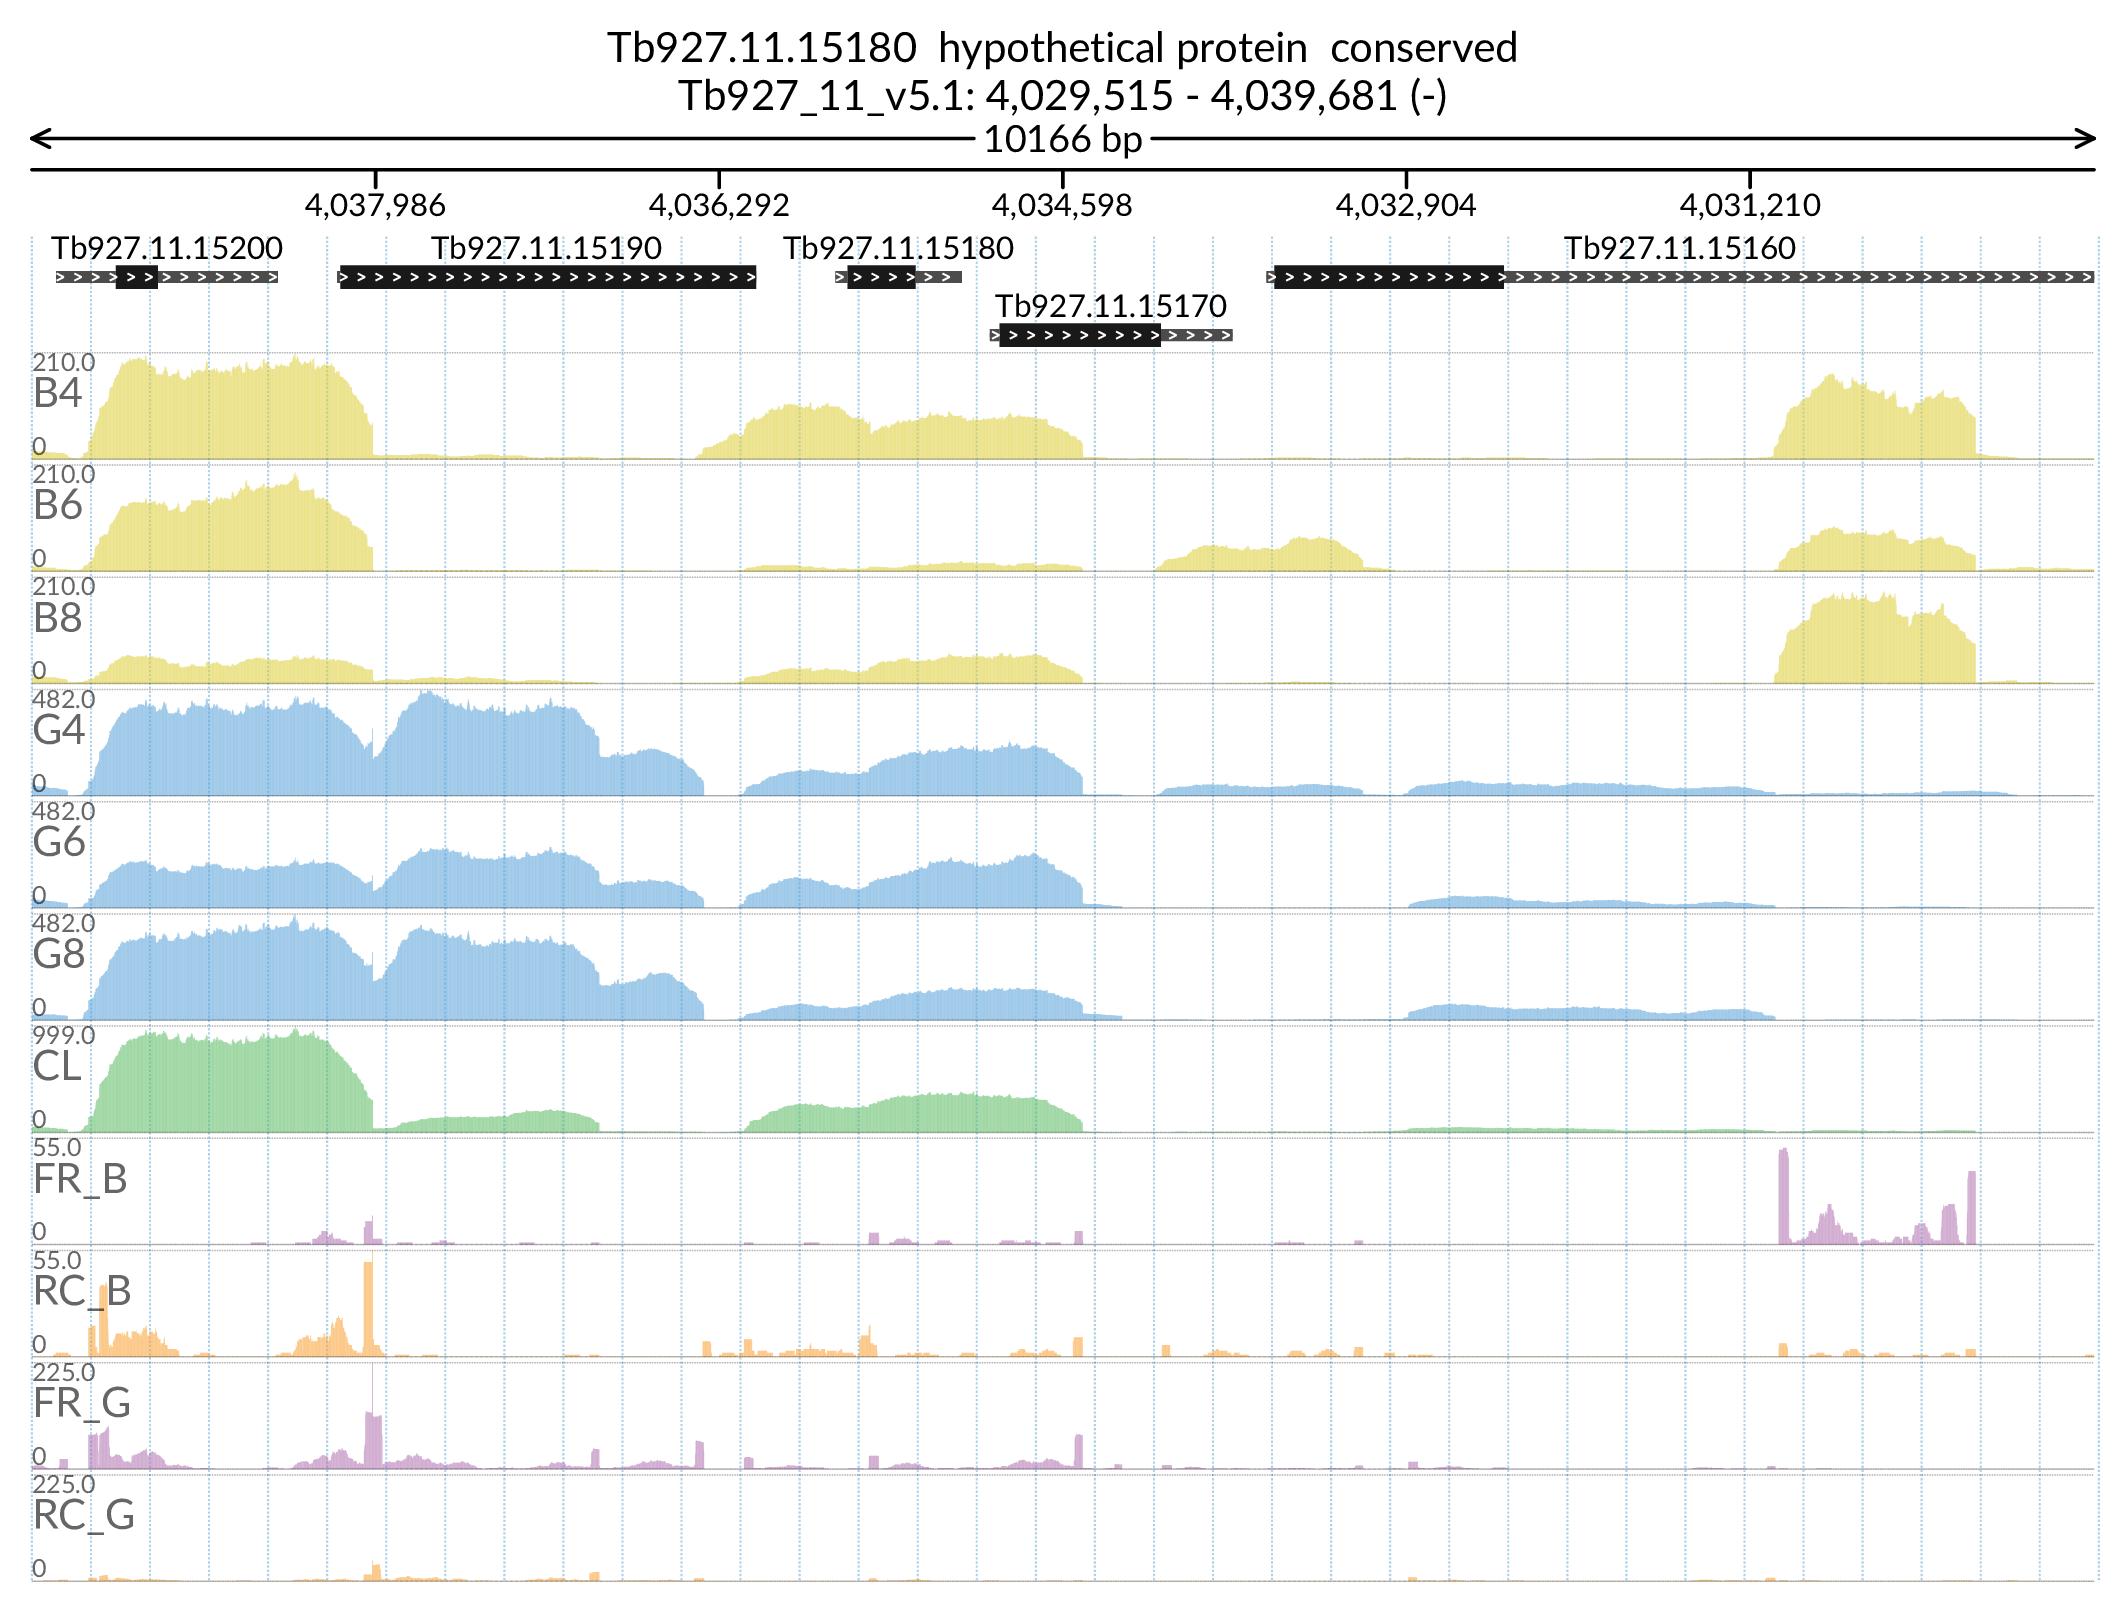 Tb927.11.15180 hypothetical protein conserved
Tb927_11_v5.1: 4,029,515 - 4,039,681 (-)
10166 bp
4,037,986 4,036,292 4,034,598 4,032,904 4,031,210
Tb927.11.15200 Tb927.11.15190 Tb927.11.15180 Tb927.11.15160
Tb927.11.15170
210.0
B4
0
210.0
B6
0
210.0
B8
0
482.0
G4
0
482.0
G6
0
482.0
G8
0
999.0
CL
0
55.0
FR_B
0
55.0
RC_B
0
225.0
FR_G
0
225.0
RC_G
0